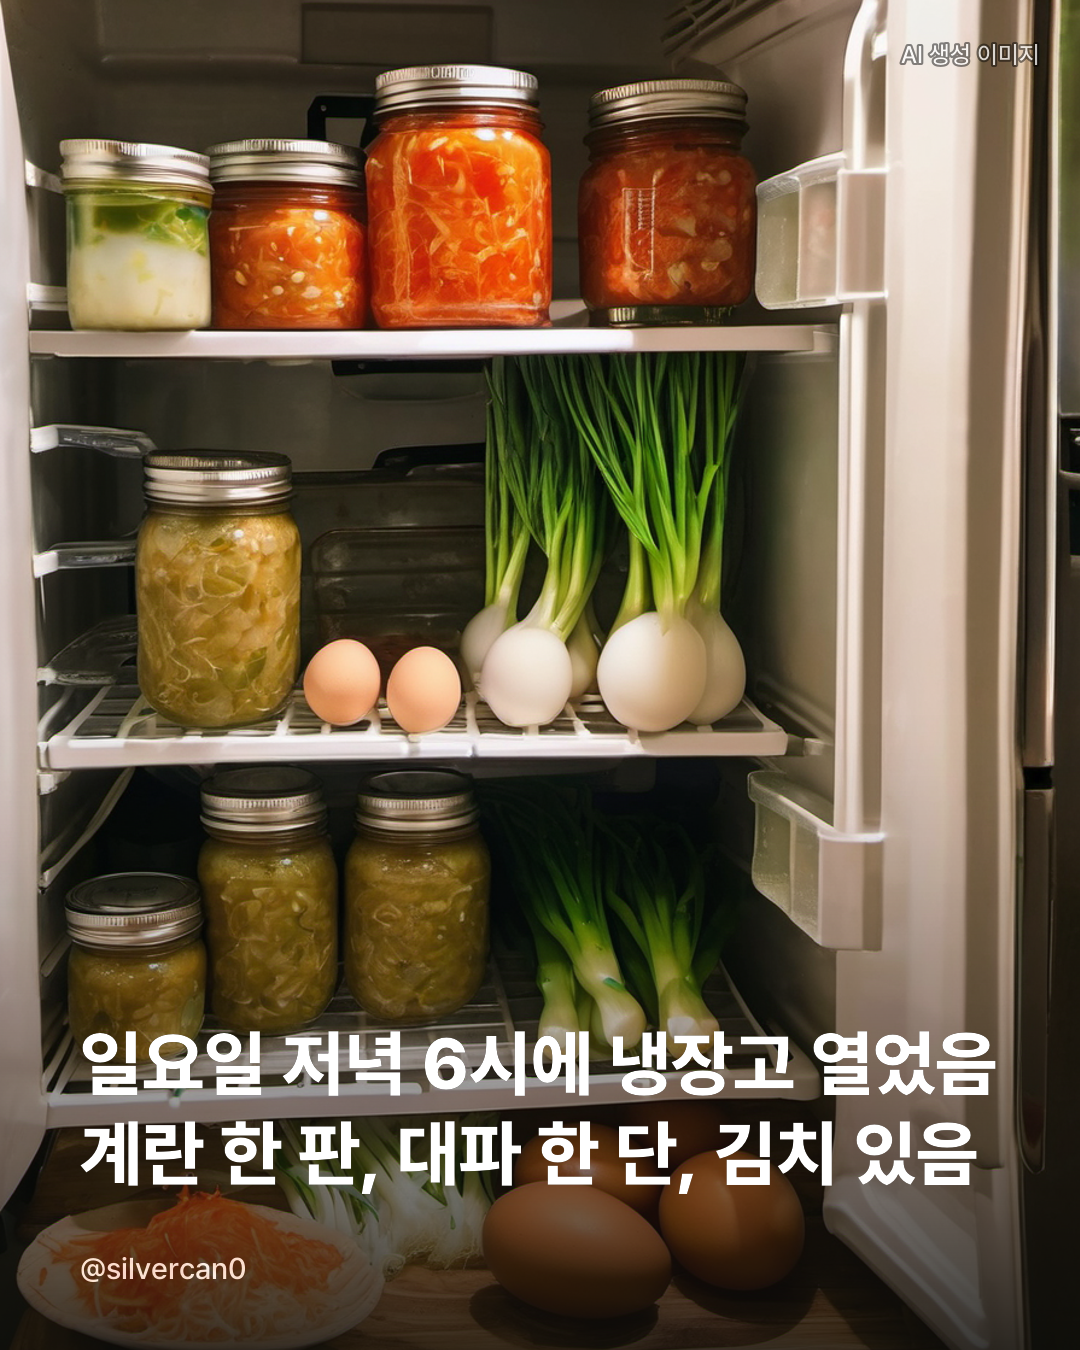 AI 생성 이미지
일요일 저녁 6시에 냉장고 열었음
계란 한 판, 대파 한 단, 김치 있음
@silvercan0